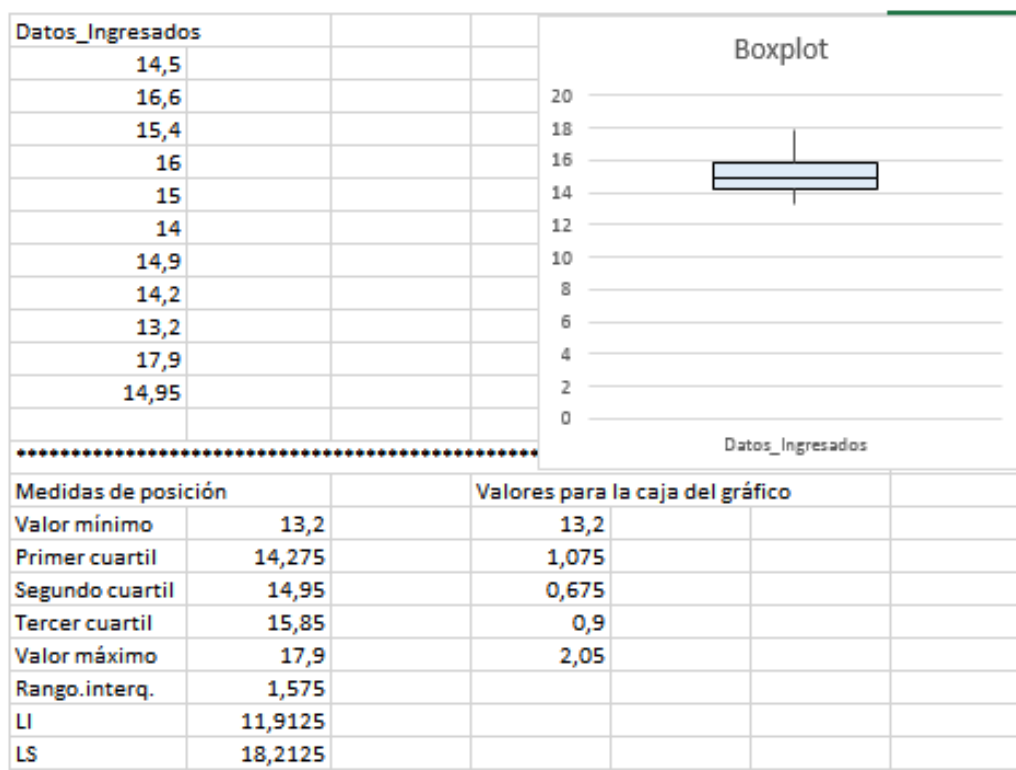 Datos_Ingresados
14,5
16,6
15,4
16
15
14
14,9
14,2
13,2
17,9
14,95
Boxplot
20
18
16
14
12
10
8
6
4
2
0
Datos_Ingresados
**************************************************
Medidas de posición Valores para la caja del gráfico
Valor mínimo 13,2 13,2
Primer cuartil 14,275 1,075
Segundo cuartil 14,95 0,675
Tercer cuartil 15,85 0,9
Valor máximo 17,9 2,05
Rango.interq. 1,575
LI 11,9125
LS 18,2125